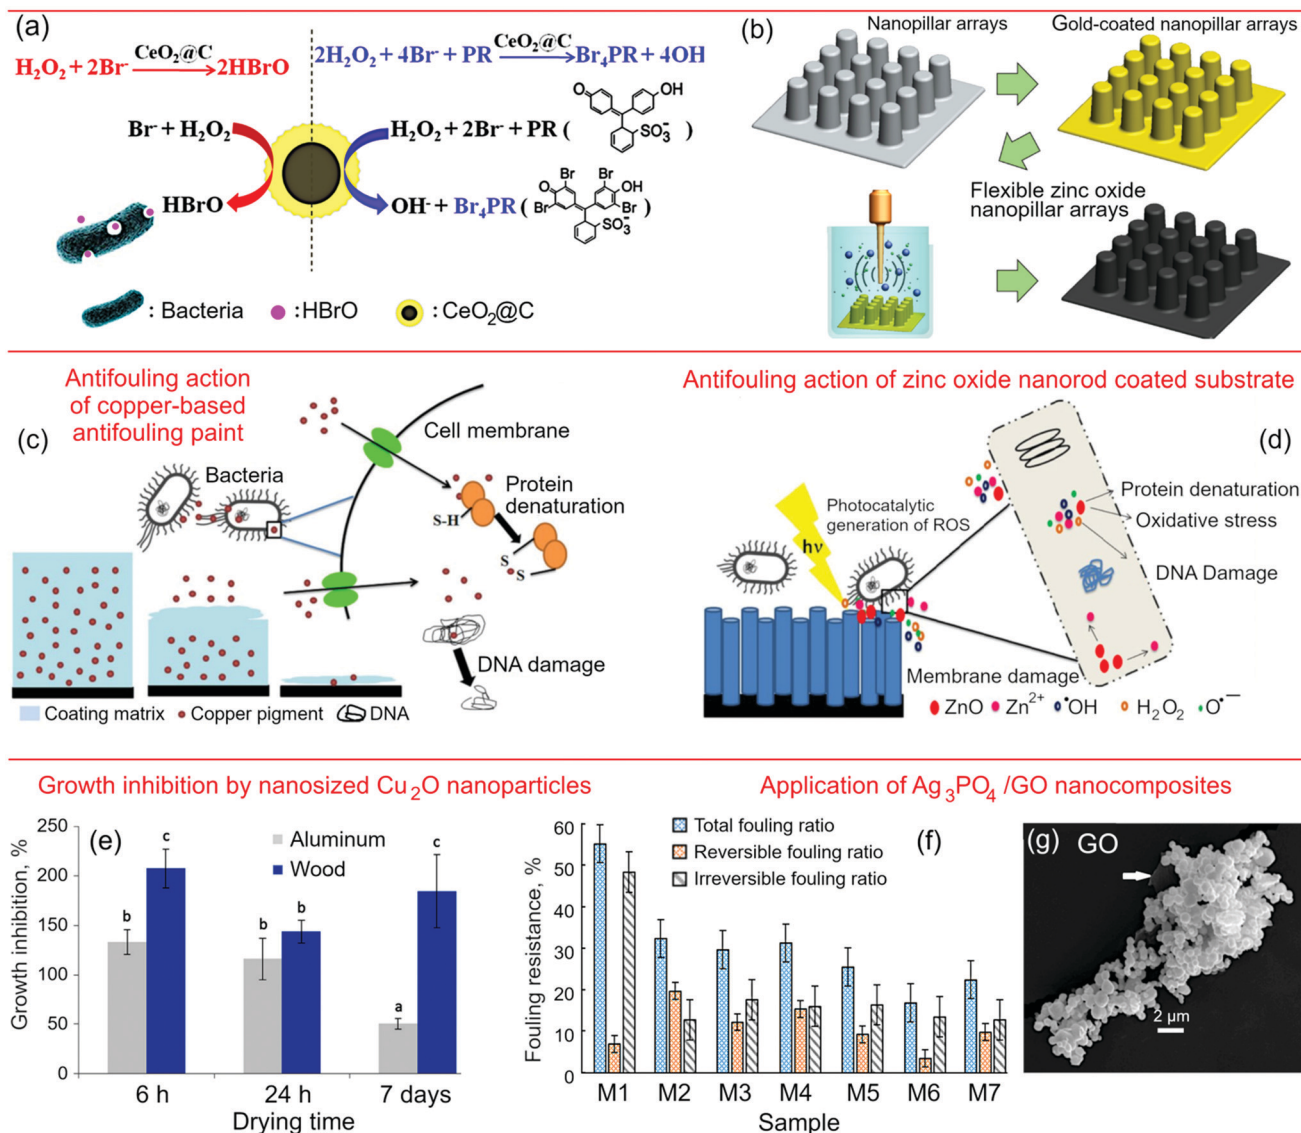 (a)
H₂O₂ + 2Br⁻ CeO₂@C 2HBrO
2H₂O₂ + 4Br⁻ + PR CeO₂@C Br₄PR + 4OH
Br⁻ + H₂O₂
H₂O₂ + 2Br⁻ + PR (
O
OH
SO₃⁻
)
HBrO
OH⁻ + Br₄PR (
Br
Br
O
OH
Br
Br
SO₃⁻
)
: Bacteria
: HBrO
: CeO₂@C
(b)
Nanopillar arrays
Gold-coated nanopillar arrays
Flexible zinc oxide
nanopillar arrays
Antifouling action
of copper-based
antifouling paint
(c)
Bacteria
Cell membrane
Protein
denaturation
S-H
S
S
DNA damage
Coating matrix
Copper pigment
DNA
Antifouling action of zinc oxide nanorod coated substrate
(d)
Photocatalytic
generation of ROS
hν
Protein denaturation
Oxidative stress
DNA Damage
Membrane damage
ZnO
Zn²⁺
•OH
H₂O₂
O•⁻
Growth inhibition by nanosized Cu₂O nanoparticles
(e)
Aluminum
Wood
Growth inhibition, %
250
200
150
100
50
0
b
c
b
b
a
c
6 h
24 h
7 days
Drying time
Application of Ag₃PO₄ /GO nanocomposites
(f)
Total fouling ratio
Reversible fouling ratio
Irreversible fouling ratio
Fouling resistance, %
60
50
40
30
20
10
0
M1
M2
M3
M4
M5
M6
M7
Sample
(g)
GO
2 µm